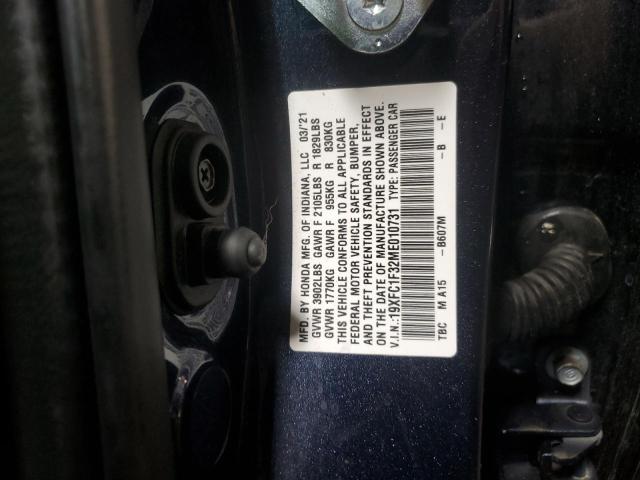 MFD. BY HONDA MFG. OF INDIANA, LLC 03/'21
GVWR 3902LBS GAWR F 2105LBS R 1829LBS
GVWR 1770KG GAWR F 955KG R 830KG
THIS VEHICLE CONFORMS TO ALL APPLICABLE
FEDERAL MOTOR VEHICLE SAFETY, BUMPER,
AND THEFT PREVENTION STANDARDS IN EFFECT
ON THE DATE OF MANUFACTURE SHOWN ABOVE.
V.I.N.:19XFC1F32ME010731 TYPE: PASSENGER CAR
TBC M A15 -B607M -B -E